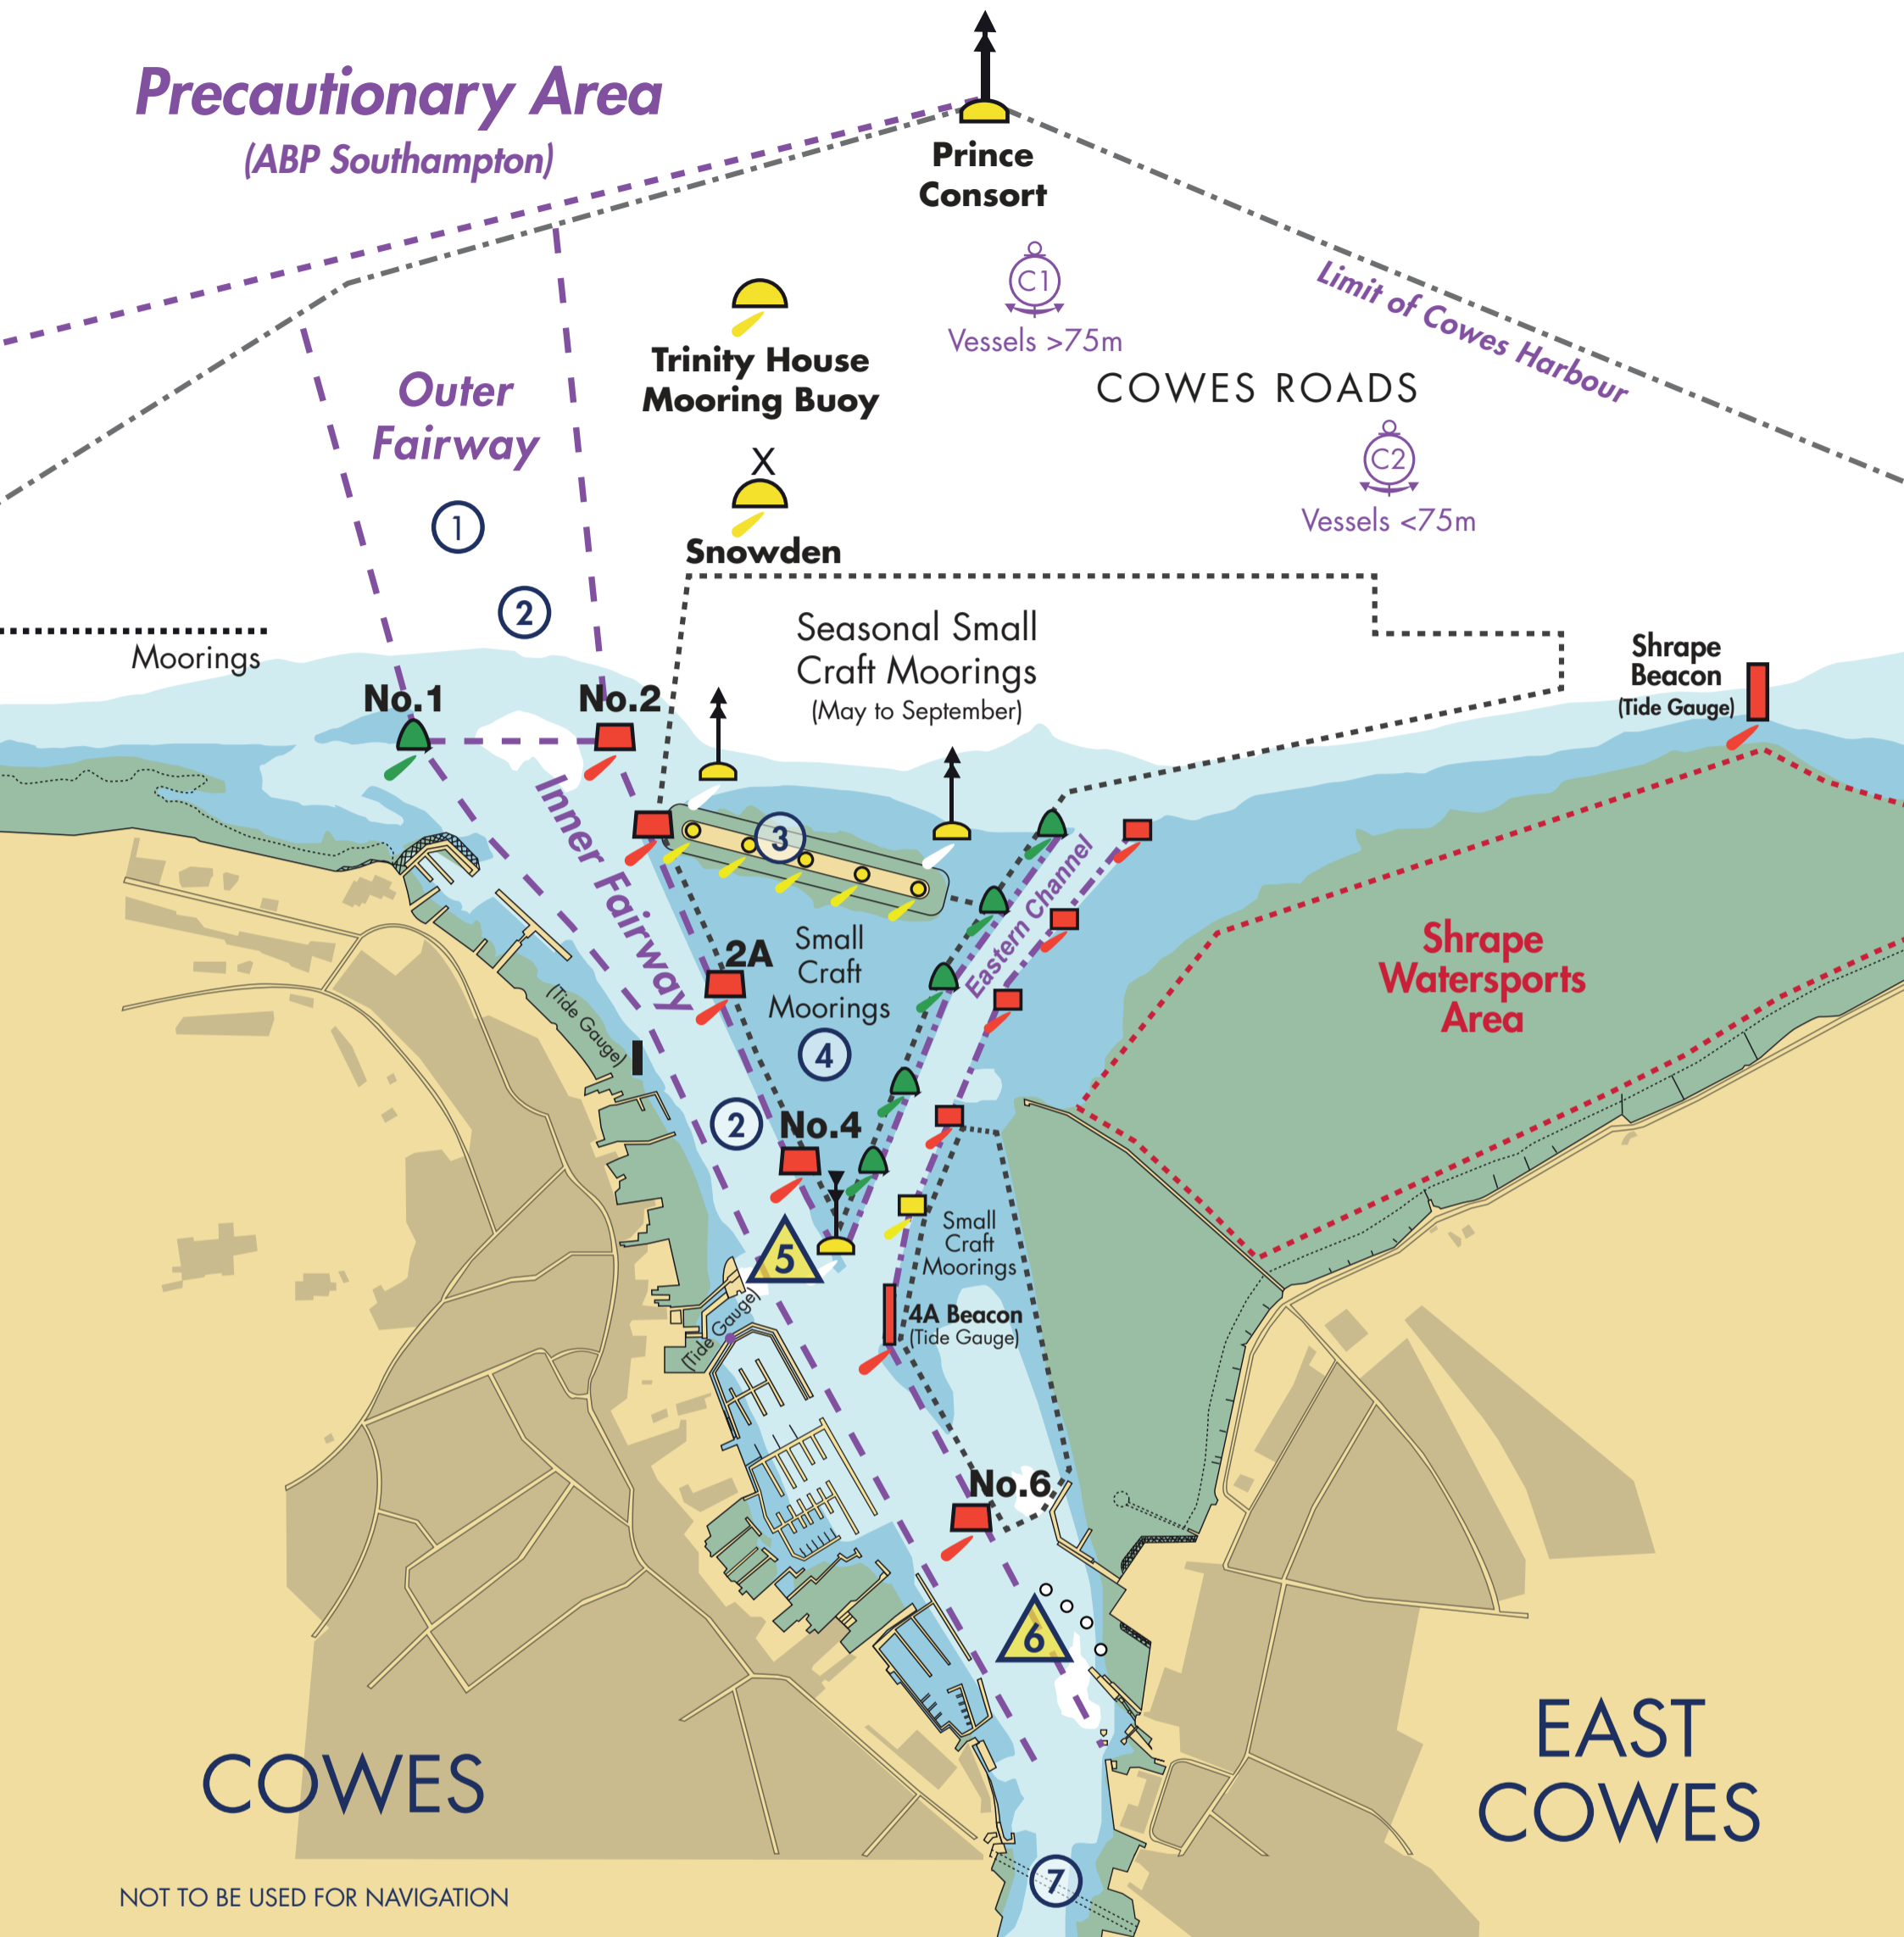 Precautionary Area
(ABP Southampton)
Prince
Consort
C1
Vessels >75m
Limit of Cowes Harbour
Trinity House
Mooring Buoy
COWES ROADS
Outer
Fairway
C2
Vessels <75m
X
Snowden
1
2
Moorings
Seasonal Small
Craft Moorings
(May to September)
Shrape
Beacon
(Tide Gauge)
No.1
No.2
Inner Fairway
3
Eastern Channel
2A
Small
Craft
Moorings
4
Shrape
Watersports
Area
(Tide Gauge)
2
No.4
5
Small
Craft
Moorings
4A Beacon
(Tide Gauge)
(Tide Gauge)
No.6
6
COWES
EAST
COWES
7
NOT TO BE USED FOR NAVIGATION